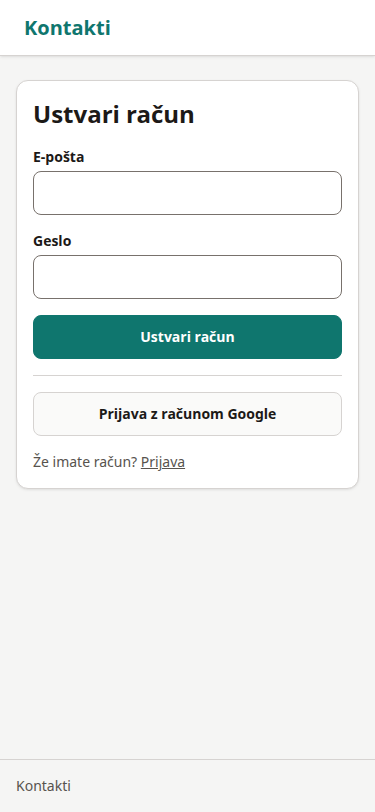 Kontakti
Ustvari račun
E-pošta
Geslo
Ustvari račun
Prijava z računom Google
Že imate račun? Prijava
Kontakti